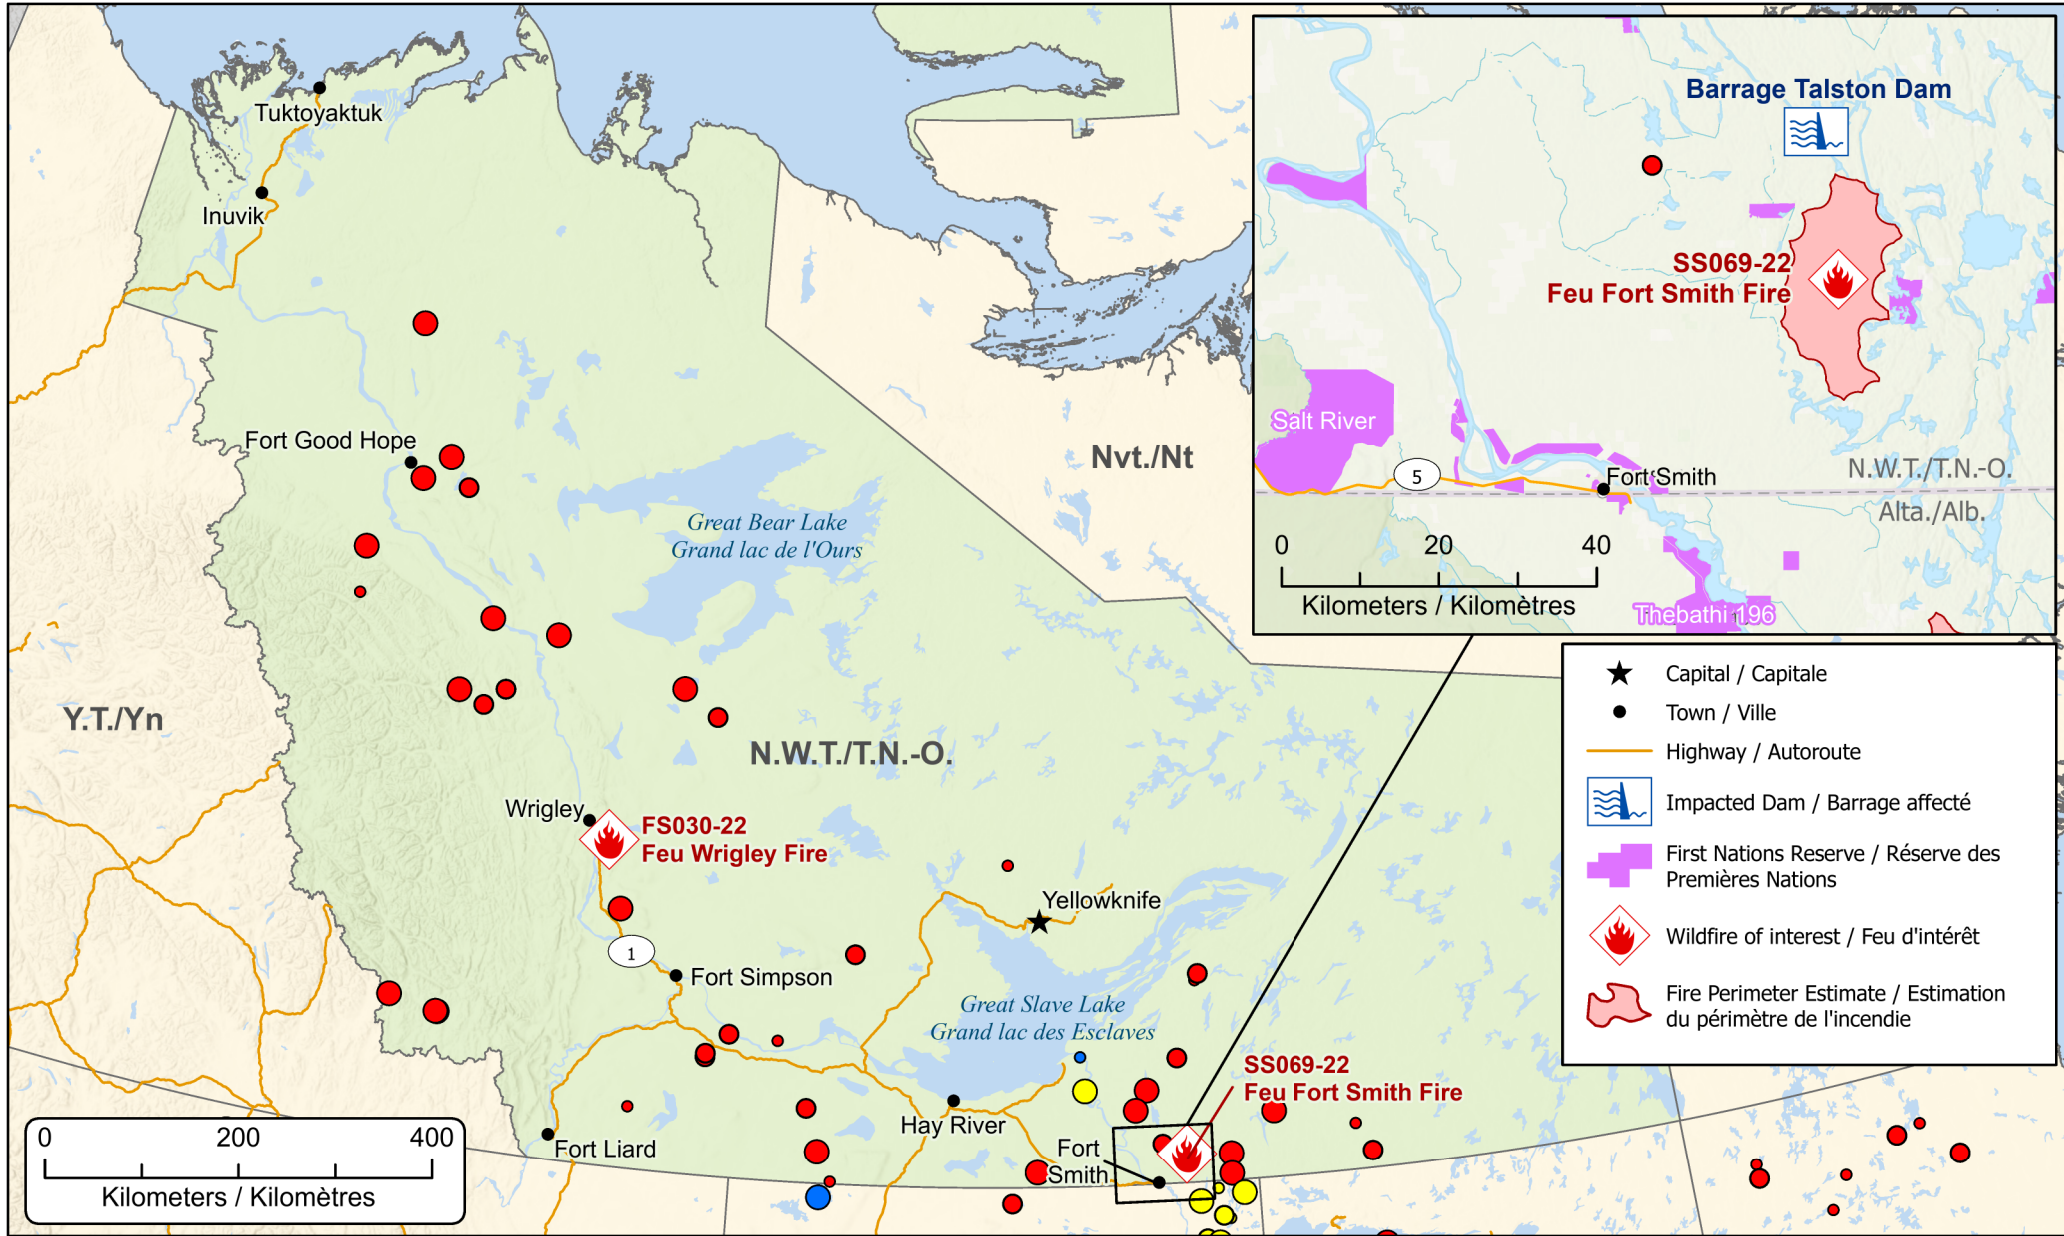 Tuktoyaktuk
Inuvik
Fort Good Hope
Great Bear Lake
Grand lac de l'Ours
Nvt./Nt
Y.T./Yn
N.W.T./T.N.-O.
Wrigley
FS030-22
Feu Wrigley Fire
Yellowknife
1
Fort Simpson
Great Slave Lake
Grand lac des Esclaves
SS069-22
Feu Fort Smith Fire
Hay River
Fort Liard
Fort
Smith
0 200 400
Kilometers / Kilomètres
Barrage Talston Dam
SS069-22
Feu Fort Smith Fire
Salt River
5
Fort Smith
N.W.T./T.N.-O.
Alta./Alb.
0 20 40
Kilometers / Kilomètres
Thebathi 196
Capital / Capitale
Town / Ville
Highway / Autoroute
Impacted Dam / Barrage affecté
First Nations Reserve / Réserve des
Premières Nations
Wildfire of interest / Feu d'intérêt
Fire Perimeter Estimate / Estimation
du périmètre de l'incendie